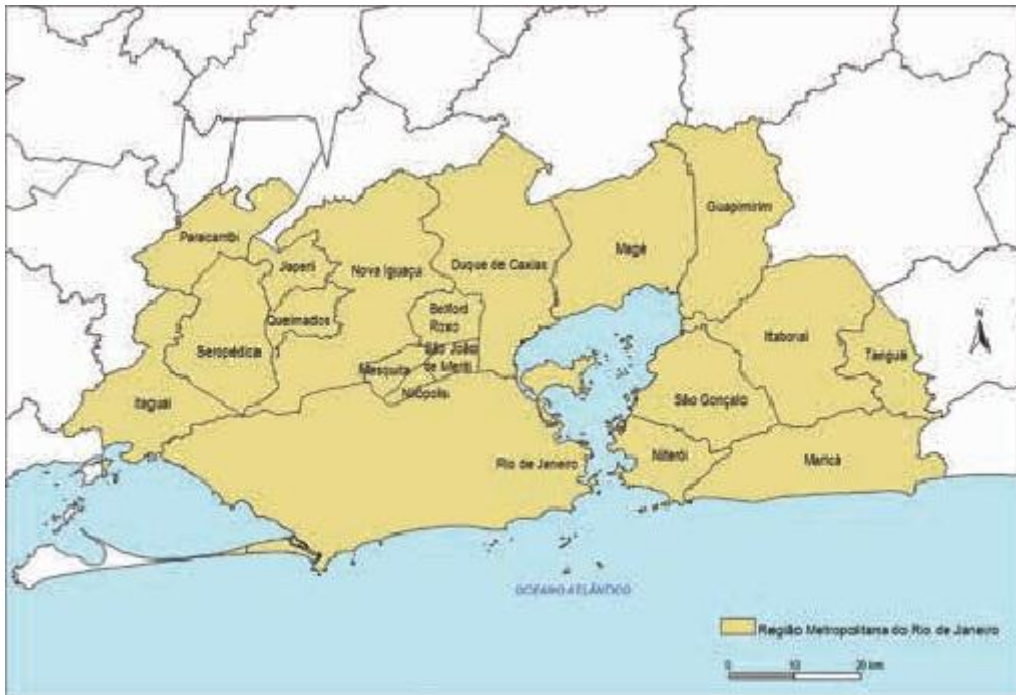 Guapimirim
Paracambi
Magé
Japeri
Nova Iguaçu
Duque de Caxias
Belford
Roxo
Queimados
Itaboraí
Seropédica
São João
de Meriti
Tanguá
Mesquita
Nilópolis
Itaguaí
São Gonçalo
Rio de Janeiro
Niterói
Maricá
N
OCEANO ATLÂNTICO
Região Metropolitana do Rio de Janeiro
0 10 20 km